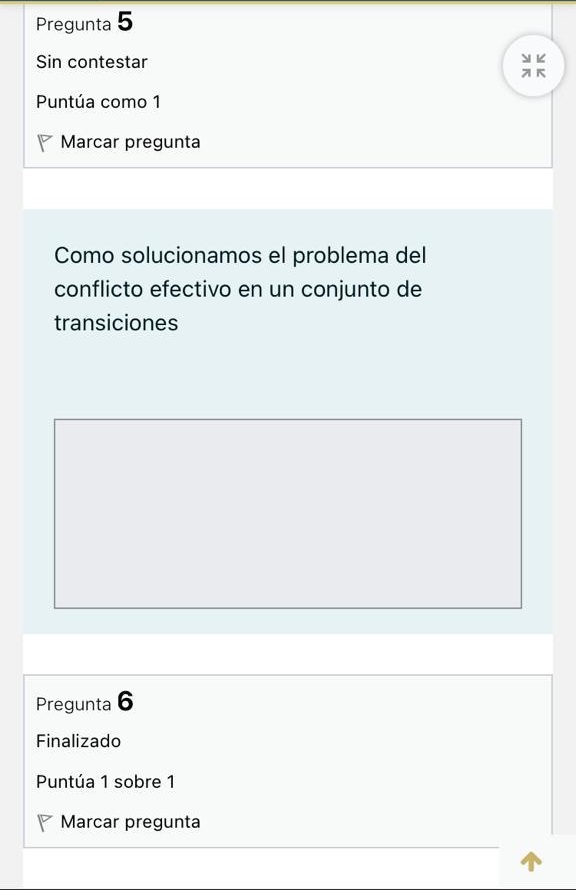 Pregunta 5
Sin contestar
Puntúa como 1
Marcar pregunta
Como solucionamos el problema del
conflicto efectivo en un conjunto de
transiciones
Pregunta 6
Finalizado
Puntúa 1 sobre 1
Marcar pregunta